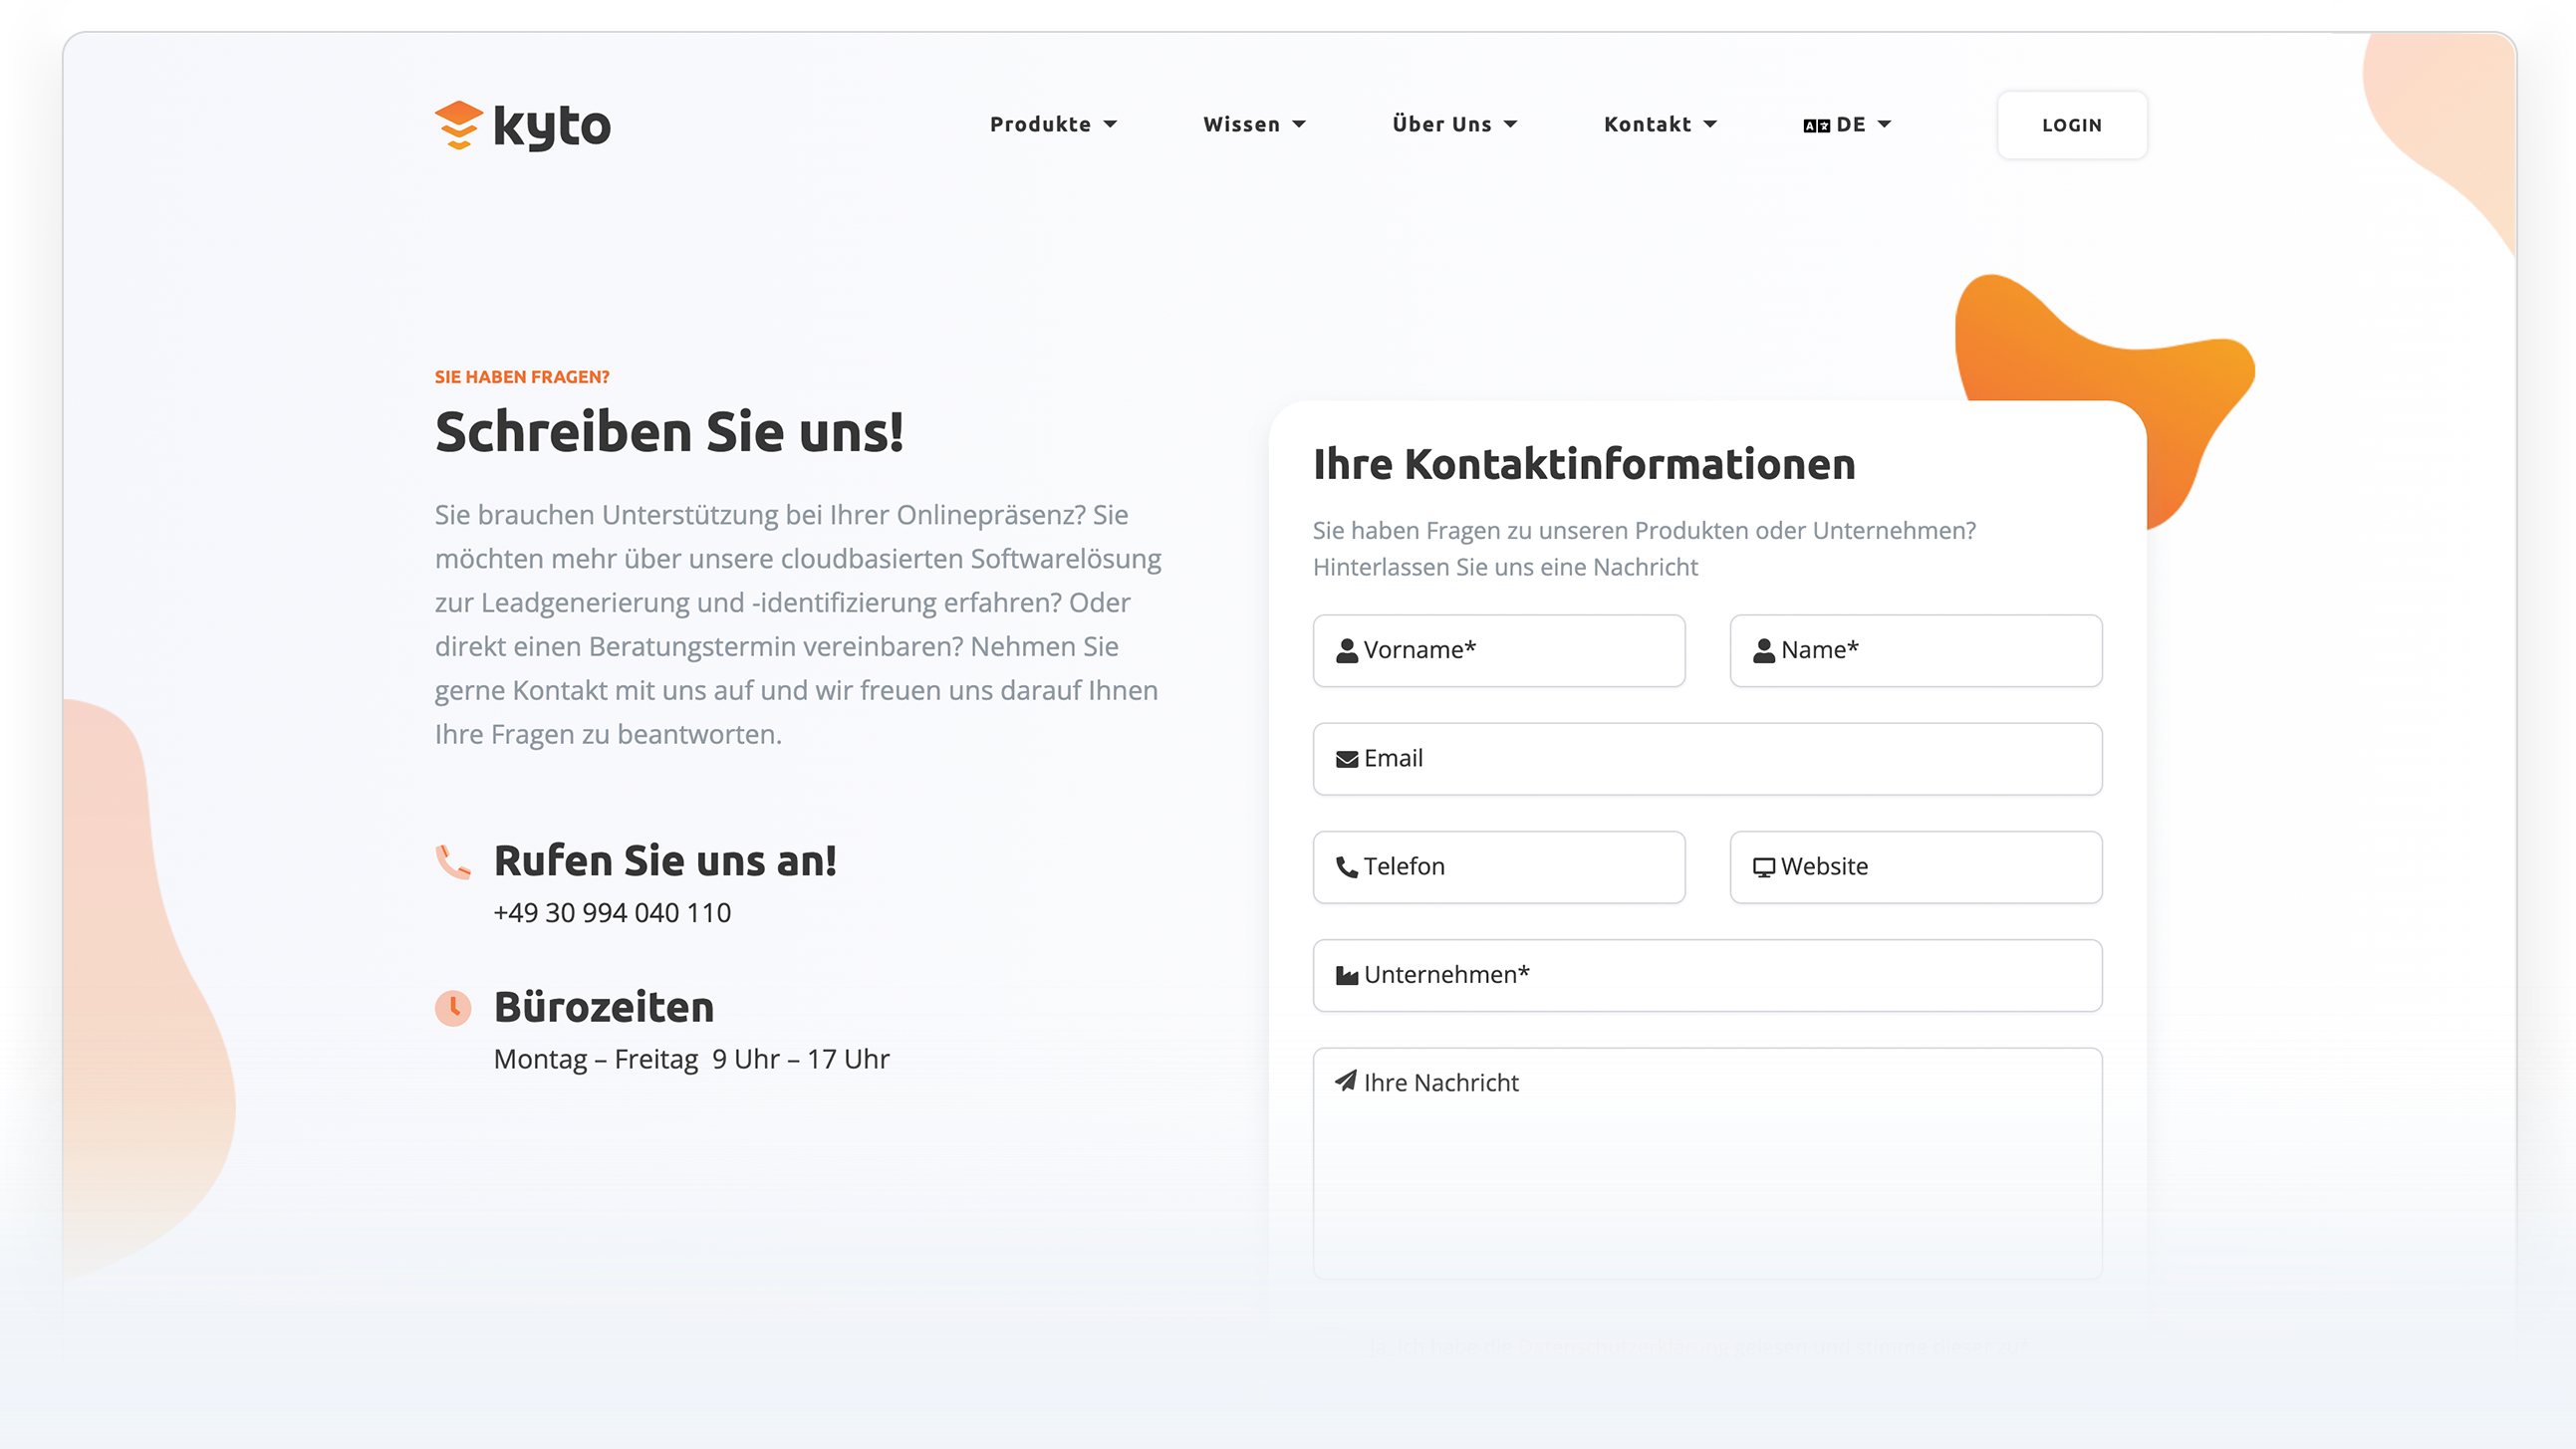 kyto
Produkte
Wissen
Über Uns
Kontakt
DE
LOGIN
SIE HABEN FRAGEN?
Schreiben Sie uns!
Sie brauchen Unterstützung bei Ihrer Onlinepräsenz? Sie
möchten mehr über unsere cloudbasierten Softwarelösung
zur Leadgenerierung und -identifizierung erfahren? Oder
direkt einen Beratungstermin vereinbaren? Nehmen Sie
gerne Kontakt mit uns auf und wir freuen uns darauf Ihnen
Ihre Fragen zu beantworten.
Rufen Sie uns an!
+49 30 994 040 110
Bürozeiten
Montag – Freitag  9 Uhr – 17 Uhr
Ihre Kontaktinformationen
Sie haben Fragen zu unseren Produkten oder Unternehmen?
Hinterlassen Sie uns eine Nachricht
Vorname*
Name*
Email
Telefon
Website
Unternehmen*
Ihre Nachricht